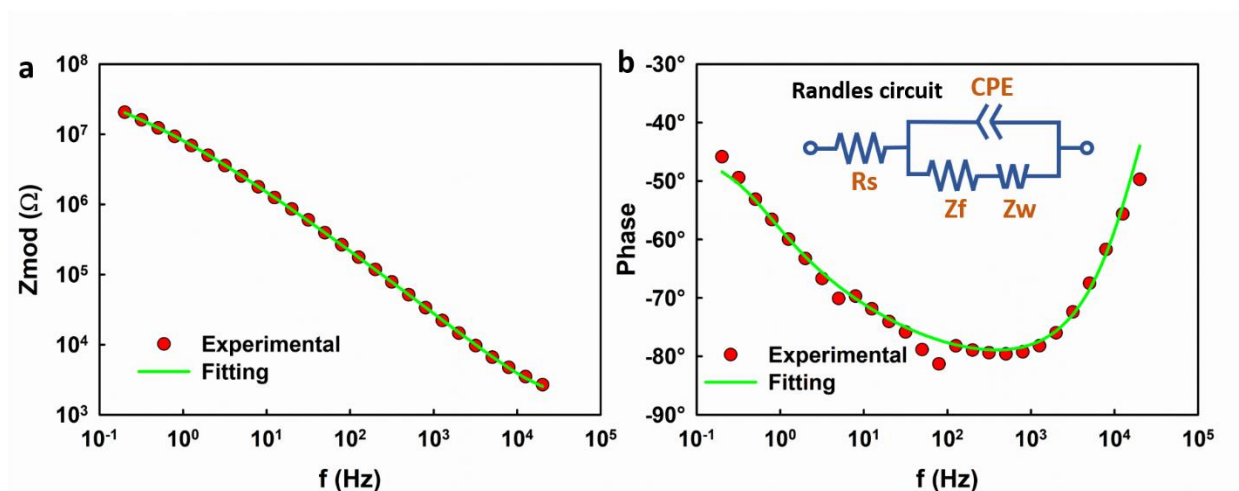 a
Zmod (Ω)
10⁸
10⁷
10⁶
10⁵
10⁴
10³
Experimental
Fitting
10⁻¹ 10⁰ 10¹ 10² 10³ 10⁴ 10⁵
f (Hz)
b
Phase
-30°
-40°
-50°
-60°
-70°
-80°
-90°
Randles circuit
CPE
Rs
Zf Zw
Experimental
Fitting
10⁻¹ 10⁰ 10¹ 10² 10³ 10⁴ 10⁵
f (Hz)